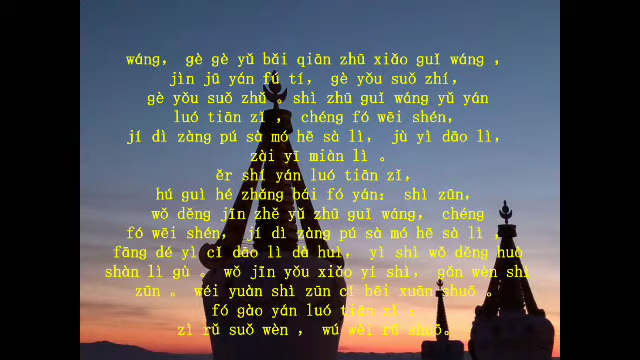 wáng， gè gè yǔ bǎi qiān zhū xiǎo guǐ wáng ，
jìn jū yán fú tí， gè yǒu suǒ zhí，
gè yǒu suǒ zhǔ 。shì zhū guǐ wáng yǔ yán
luó tiān zǐ ， chéng fó wēi shén，
jí dì zàng pú sà mó hē sà lì， jù yì dāo lì，
zài yī miàn lì 。
ěr shí yán luó tiān zǐ，
hú guì hé zhǎng bái fó yán： shì zūn，
wǒ děng jīn zhě yǔ zhū guǐ wáng， chéng
fó wēi shén， jí dì zàng pú sà mó hē sà lì ，
fāng dé yì cǐ dāo lì dà huì， yì shì wǒ děng huò
shàn lì gù 。 wǒ jīn yǒu xiǎo yí shì， gǎn wèn shì
zūn 。 wéi yuàn shì zūn cí bēi xuān shuō 。
fó gào yán luó tiān zǐ 。
zì rǔ suǒ wèn ， wú wèi rǔ shuō。